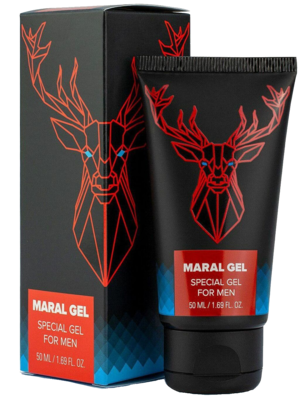 MARAL GEL
SPECIAL GEL
FOR MEN
50 ML / 1.69 FL. OZ.
MARAL GEL
SPECIAL GEL
FOR MEN
50 ML / 1.69 FL. OZ.